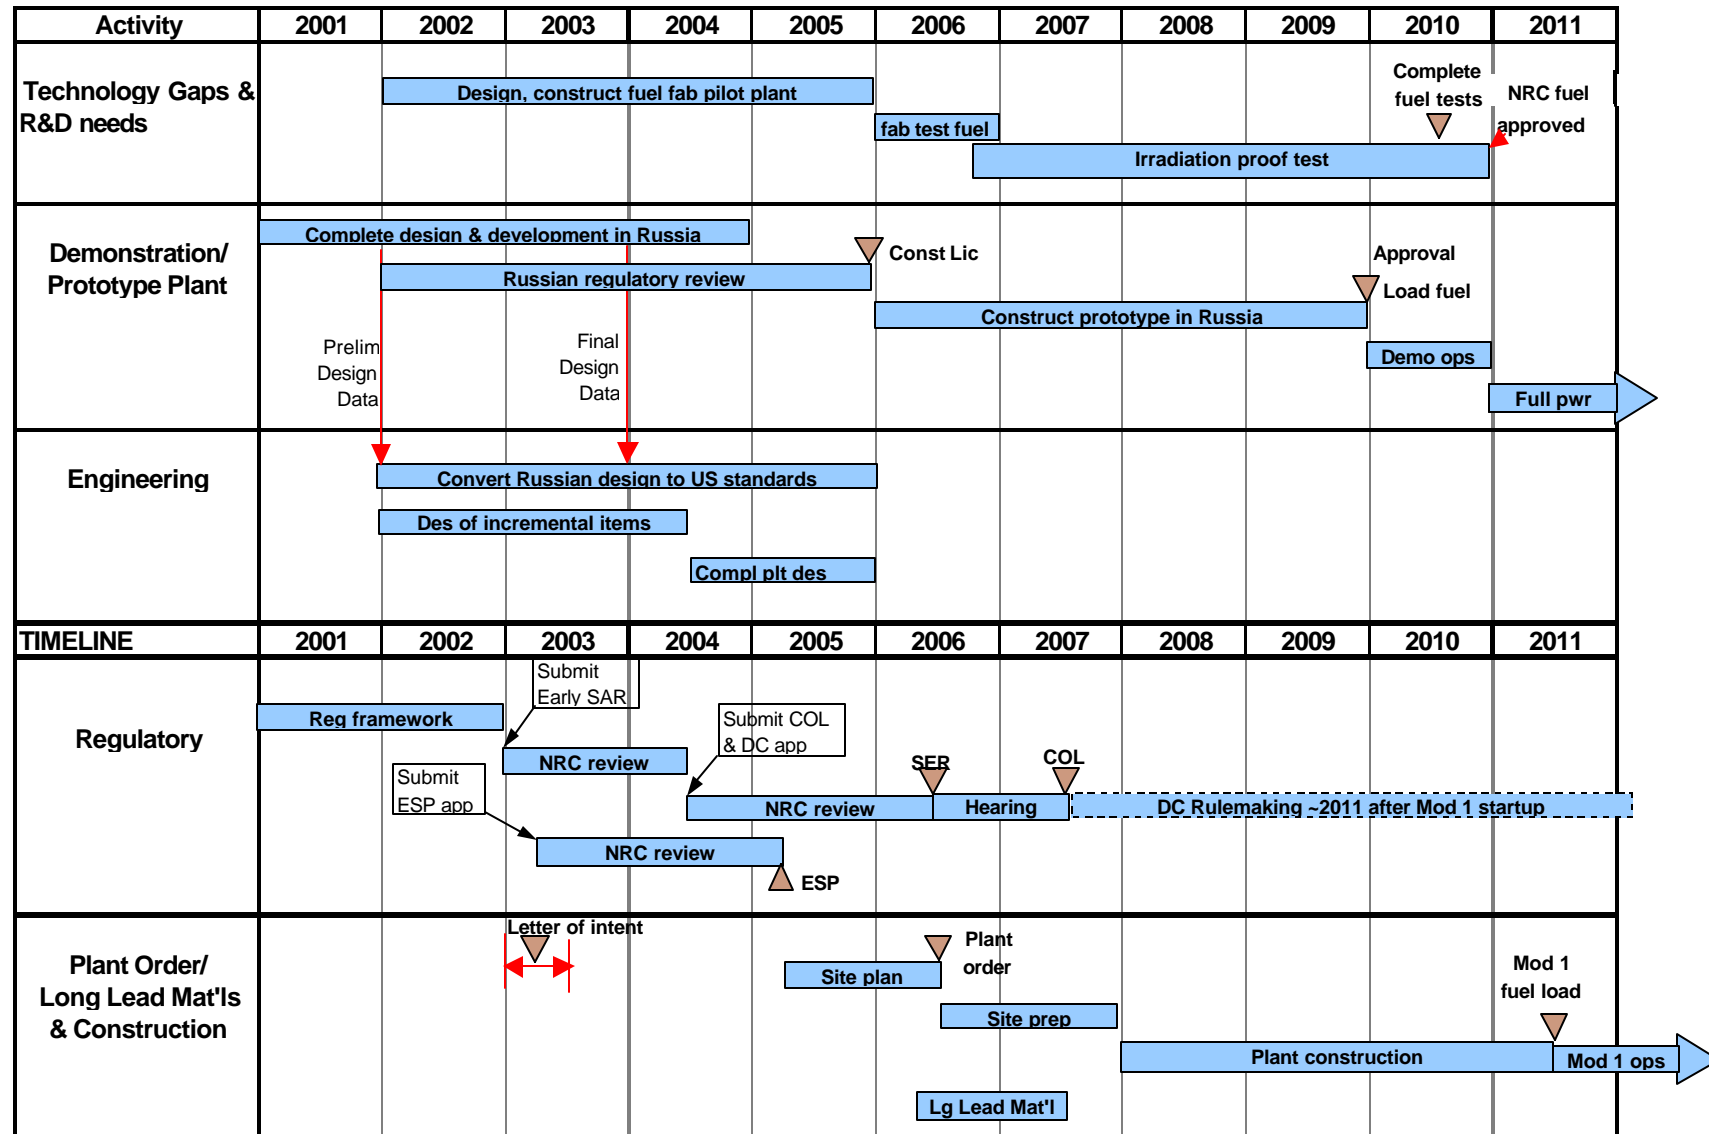 Activity 2001 2002 2003 2004 2005 2006 2007 2008 2009 2010 2011
Technology Gaps &
R&D needs
Design, construct fuel fab pilot plant
fab test fuel
Irradiation proof test
Complete
fuel tests
NRC fuel
approved
Demonstration/
Prototype Plant
Complete design & development in Russia
Russian regulatory review
Const Lic
Construct prototype in Russia
Approval
Load fuel
Demo ops
Full pwr
Prelim
Design
Data
Final
Design
Data
Engineering
Convert Russian design to US standards
Des of incremental items
Compl plt des
TIMELINE 2001 2002 2003 2004 2005 2006 2007 2008 2009 2010 2011
Regulatory
Submit
Early SAR
Reg framework
NRC review
Submit COL
& DC app
Submit
ESP app
SER
COL
NRC review
Hearing
DC Rulemaking ~2011 after Mod 1 startup
NRC review
ESP
Plant Order/
Long Lead Mat'ls
& Construction
Letter of intent
Site plan
Plant
order
Site prep
Mod 1
fuel load
Plant construction
Mod 1 ops
Lg Lead Mat'l